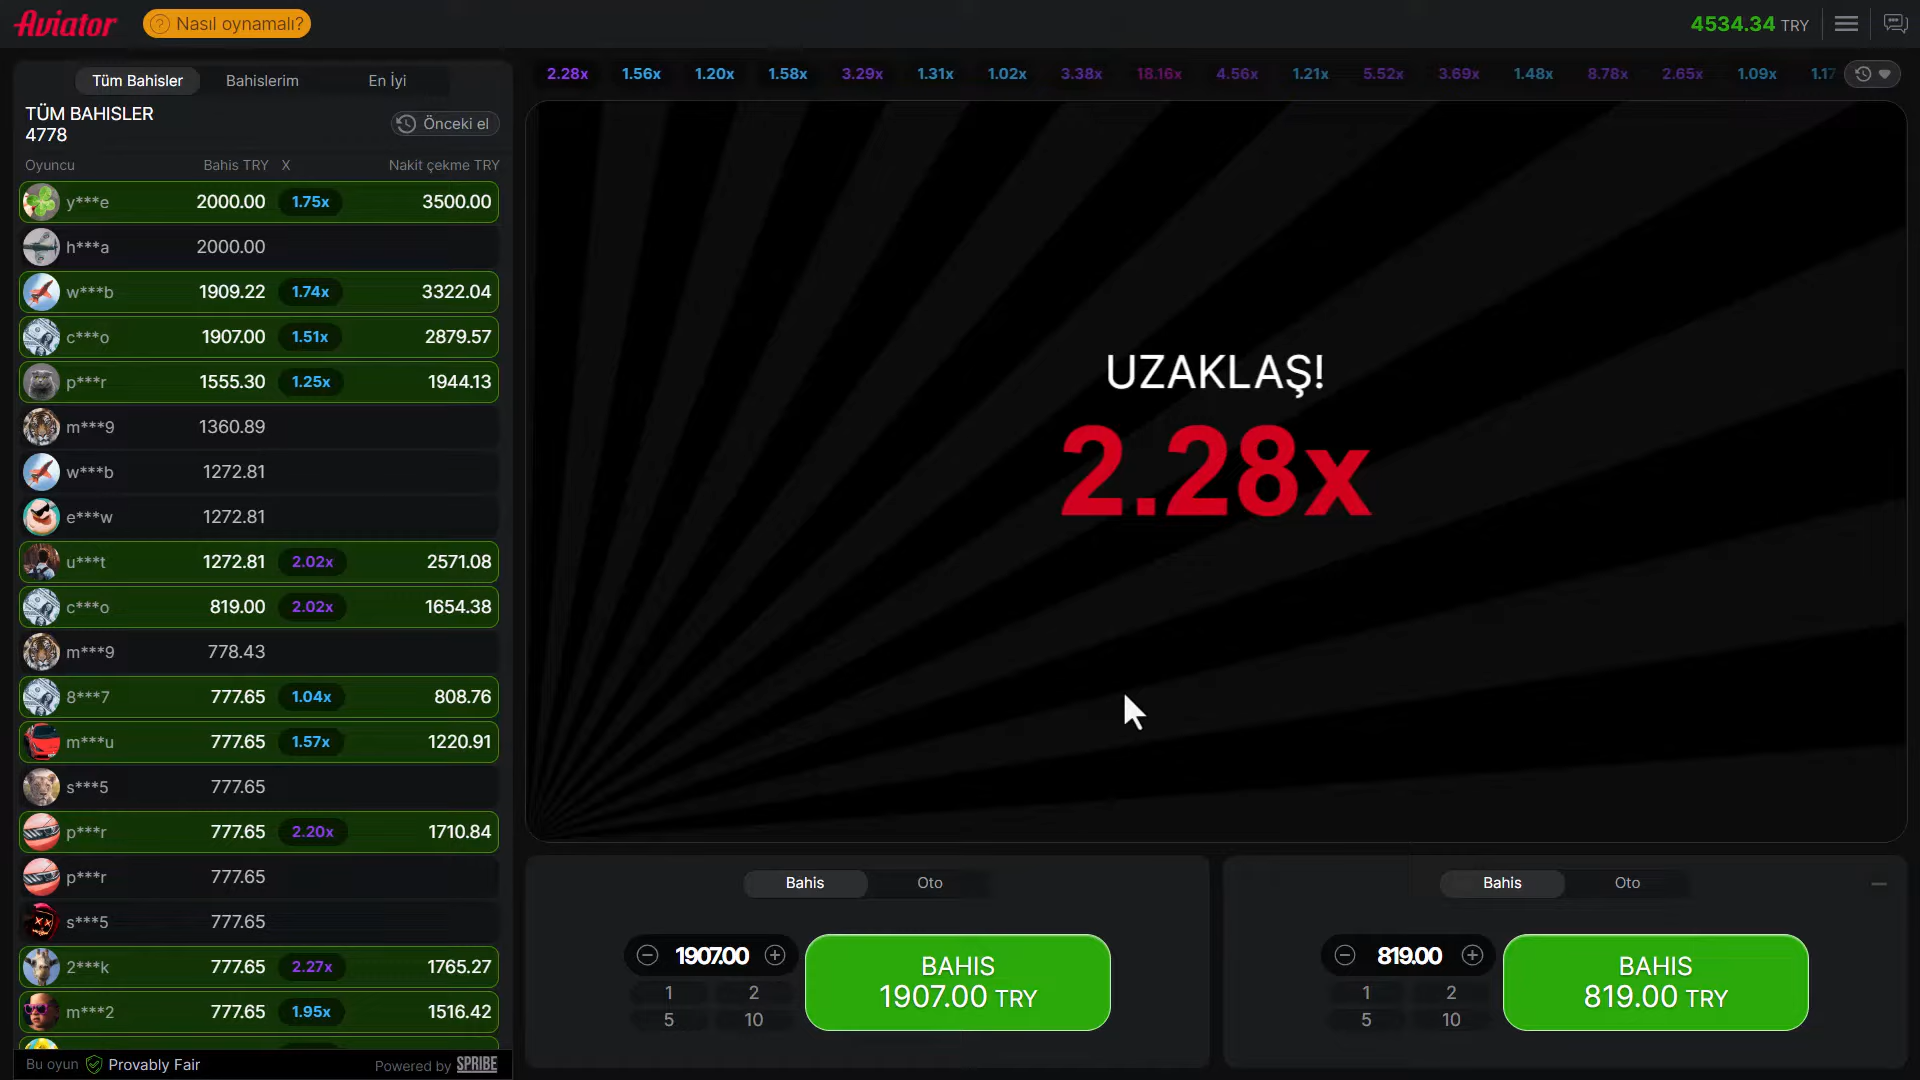 Aviator
? Nasıl oynamalı?
4534.34 TRY
Tüm Bahisler Bahislerim En İyi
2.28x 1.56x 1.20x 1.58x 3.29x 1.31x 1.02x 3.38x 18.16x 4.56x 1.21x 5.52x 3.69x 1.48x 8.78x 2.65x 1.09x 1.17
TÜM BAHISLER
4778
Önceki el
Oyuncu Bahis TRY X Nakit çekme TRY
y***e 2000.00 1.75x 3500.00
h***a 2000.00
w***b 1909.22 1.74x 3322.04
c***o 1907.00 1.51x 2879.57
p***r 1555.30 1.25x 1944.13
m***9 1360.89
w***b 1272.81
e***w 1272.81
u***t 1272.81 2.02x 2571.08
c***o 819.00 2.02x 1654.38
m***9 778.43
8***7 777.65 1.04x 808.76
m***u 777.65 1.57x 1220.91
s***5 777.65
p***r 777.65 2.20x 1710.84
p***r 777.65
s***5 777.65
2***k 777.65 2.27x 1765.27
m***2 777.65 1.95x 1516.42
Bu oyun Provably Fair Powered by SPRIBE
UZAKLAŞ!
2.28x
Bahis Oto
1907.00
1 2
5 10
BAHIS
1907.00 TRY
Bahis Oto
819.00
1 2
5 10
BAHIS
819.00 TRY